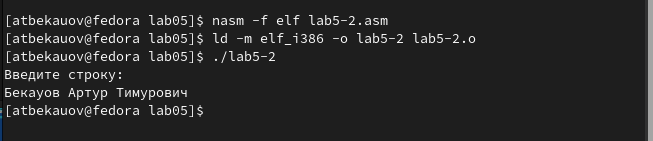 [atbekauov@fedora lab05]$ nasm -f elf lab5-2.asm
[atbekauov@fedora lab05]$ ld -m elf_i386 -o lab5-2 lab5-2.o
[atbekauov@fedora lab05]$ ./lab5-2
Введите строку:
Бекауов Артур Тимурович
[atbekauov@fedora lab05]$